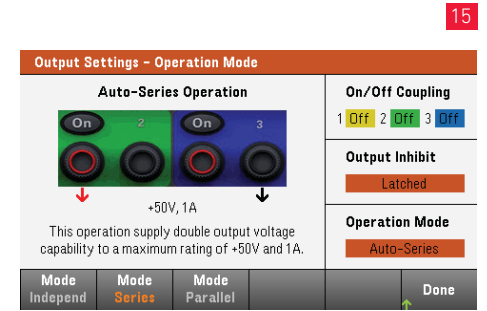 15
Output Settings - Operation Mode
Auto-Series Operation
On 2 On 3
+50V, 1A
This operation supply double output voltage
capability to a maximum rating of +50V and 1A.
On/Off Coupling
1 Off 2 Off 3 Off
Output Inhibit
Latched
Operation Mode
Auto-Series
Mode Independ
Mode Series
Mode Parallel
Done